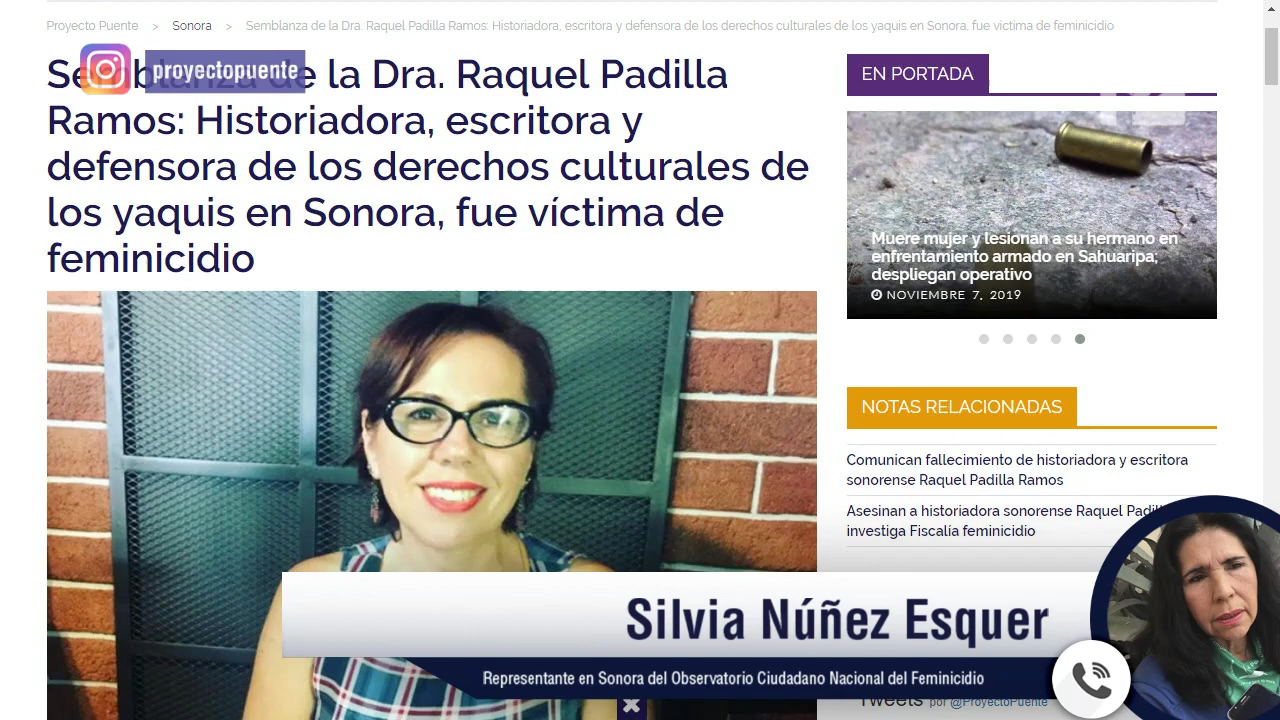 Proyecto Puente > Sonora > Semblanza de la Dra. Raquel Padilla Ramos: Historiadora, escritora y defensora de los derechos culturales de los yaquis en Sonora, fue víctima de feminicidio
proyectopuente
Semblanza de la Dra. Raquel Padilla
Ramos: Historiadora, escritora y
defensora de los derechos culturales de
los yaquis en Sonora, fue víctima de
feminicidio
EN PORTADA
Muere mujer y lesionan a su hermano en
enfrentamiento armado en Sahuaripa;
despliegan operativo
NOVIEMBRE 7, 2019
NOTAS RELACIONADAS
Comunican fallecimiento de historiadora y escritora
sonorense Raquel Padilla Ramos
Asesinan a historiadora sonorense Raquel
investiga Fiscalía feminicidio
Silvia Núñez Esquer
Representante en Sonora del Observatorio Ciudadano Nacional del Feminicidio
Tweets por @ProyectoPuente